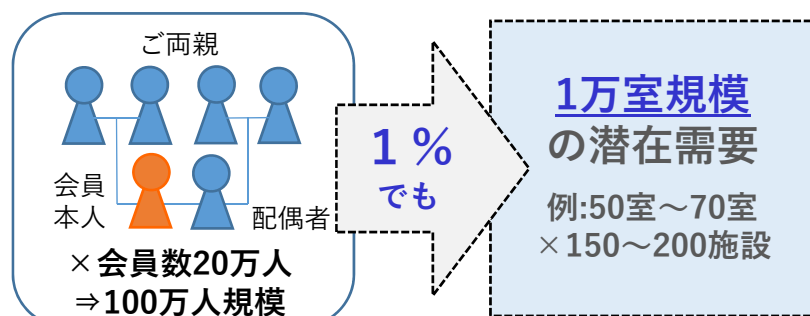 ご両親
会員
本人
配偶者
×会員数20万人
⇒100万人規模
1%
でも
1万室規模
の潜在需要
例:50室～70室
×150～200施設